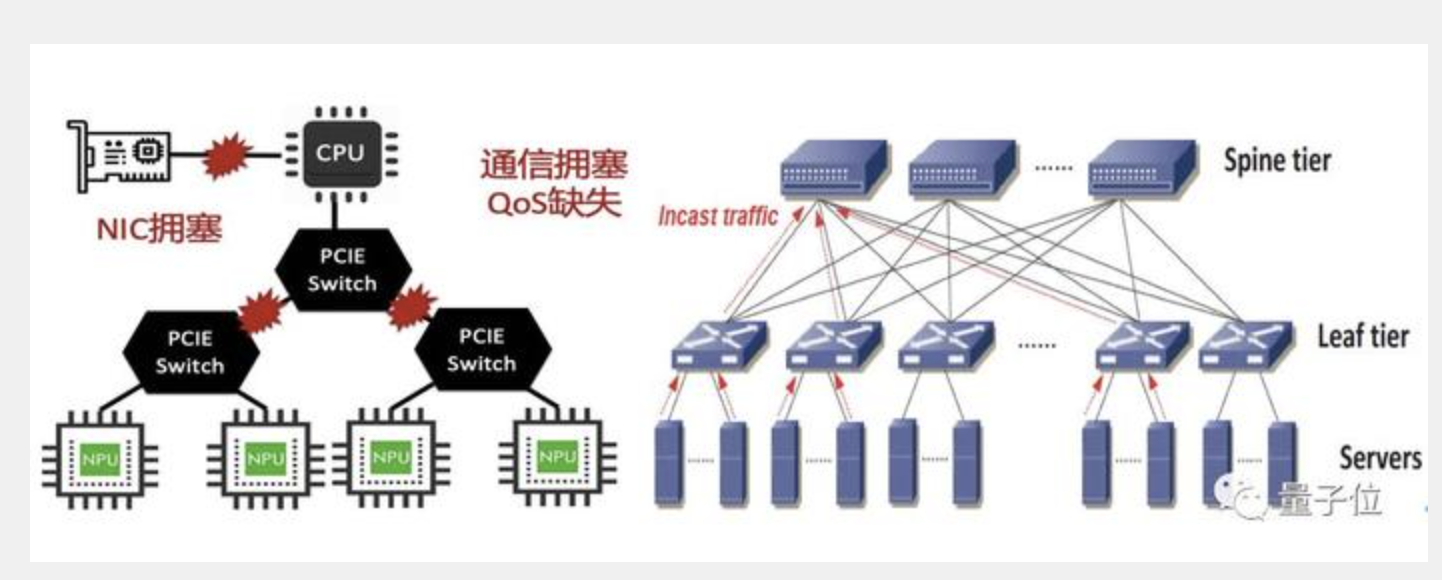 CPU
NIC拥塞
PCIE
Switch
PCIE
Switch
PCIE
Switch
NPU
NPU
NPU
NPU
通信拥塞
QoS缺失
Incast traffic
......
Spine tier
......
Leaf tier
......
......
......
......
......
Servers
量子位